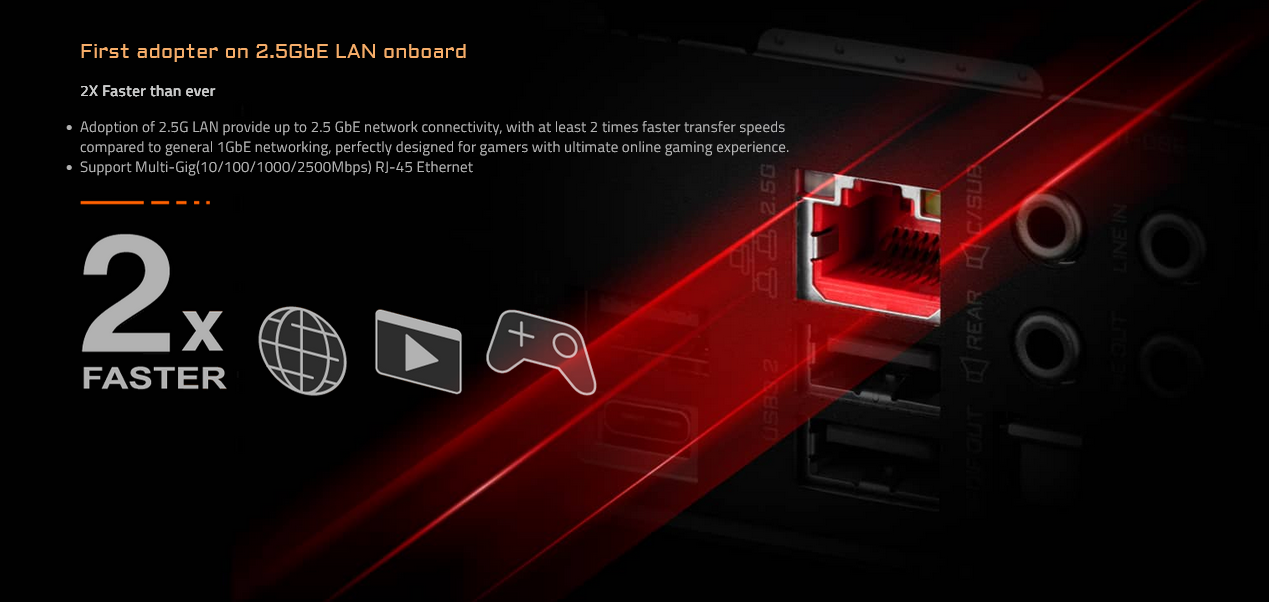 First adopter on 2.5GbE LAN onboard
2X Faster than ever
• Adoption of 2.5G LAN provide up to 2.5 GbE network connectivity, with at least 2 times faster transfer speeds
compared to general 1GbE networking, perfectly designed for gamers with ultimate online gaming experience.
• Support Multi-Gig(10/100/1000/2500Mbps) RJ-45 Ethernet
2x
FASTER
2.5G
C/SUB
LINE IN
REAR